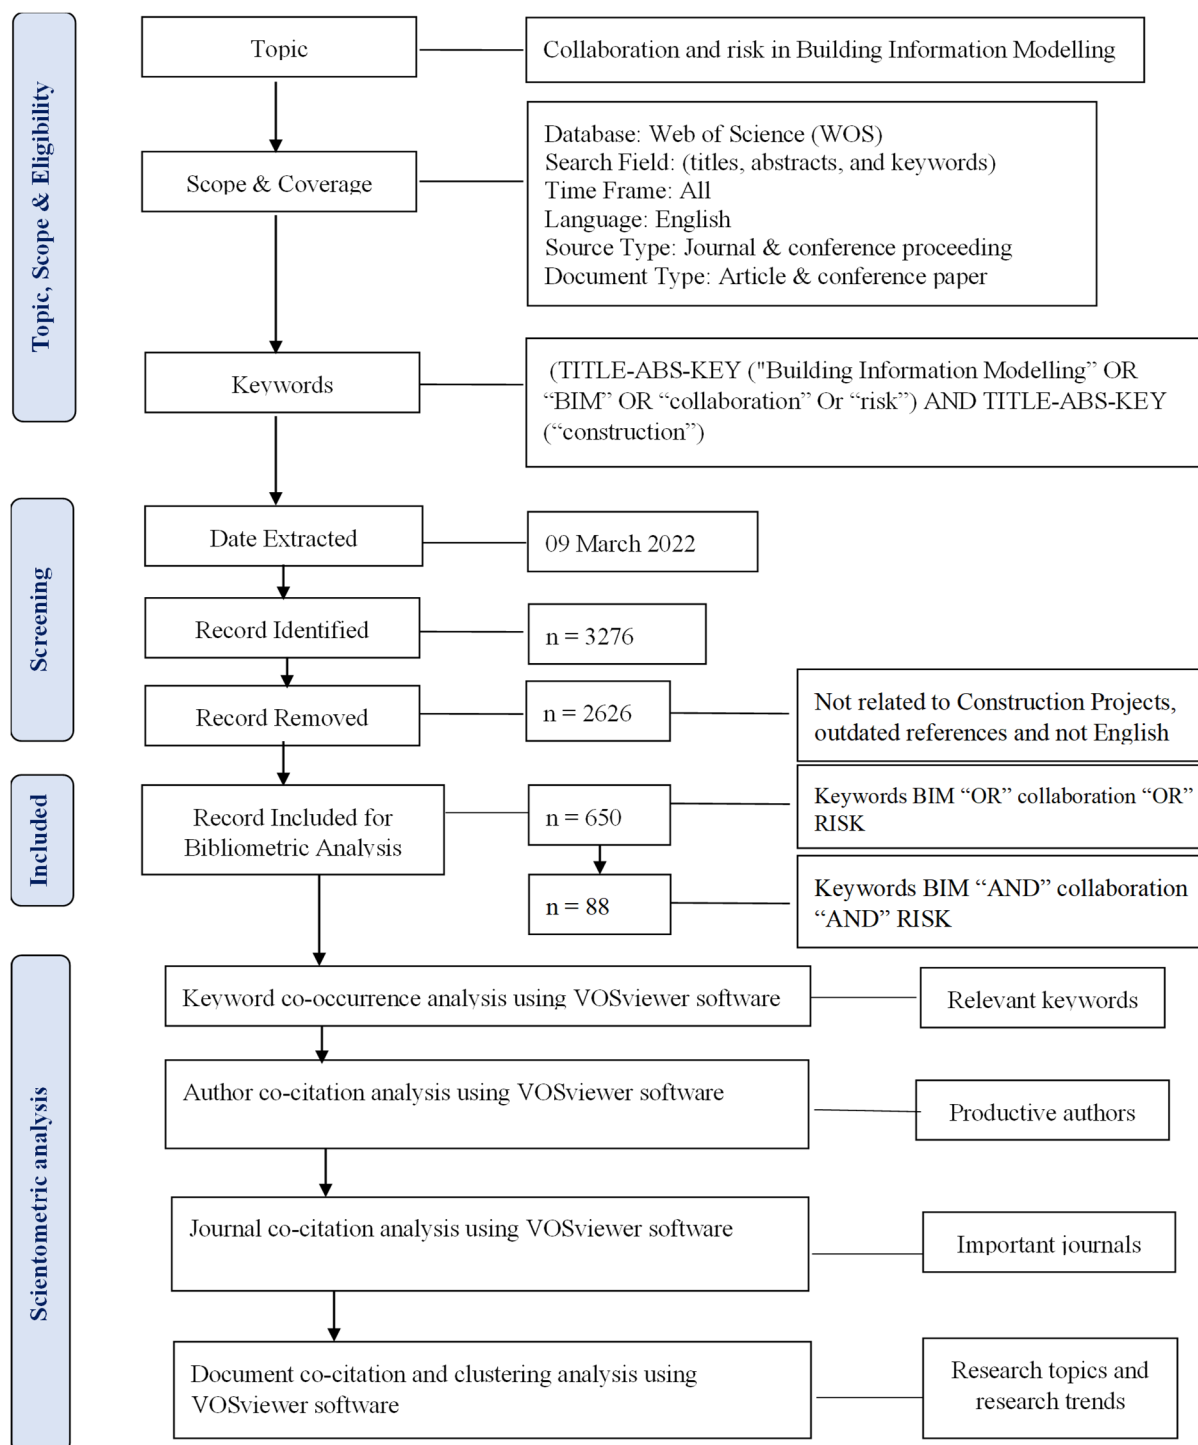 Topic, Scope & Eligibility
Topic
Collaboration and risk in Building Information Modelling
Scope & Coverage
Database: Web of Science (WOS)
Search Field: (titles, abstracts, and keywords)
Time Frame: All
Language: English
Source Type: Journal & conference proceeding
Document Type: Article & conference paper
Keywords
(TITLE-ABS-KEY ("Building Information Modelling” OR
“BIM” OR “collaboration” Or “risk”) AND TITLE-ABS-KEY
(“construction”)
Screening
Date Extracted
09 March 2022
Record Identified
n = 3276
Record Removed
n = 2626
Not related to Construction Projects,
outdated references and not English
Included
Record Included for
Bibliometric Analysis
n = 650
Keywords BIM “OR” collaboration “OR”
RISK
n = 88
Keywords BIM “AND” collaboration
“AND” RISK
Scientometric analysis
Keyword co-occurrence analysis using VOSviewer software
Relevant keywords
Author co-citation analysis using VOSviewer software
Productive authors
Journal co-citation analysis using VOSviewer software
Important journals
Document co-citation and clustering analysis using
VOSviewer software
Research topics and
research trends